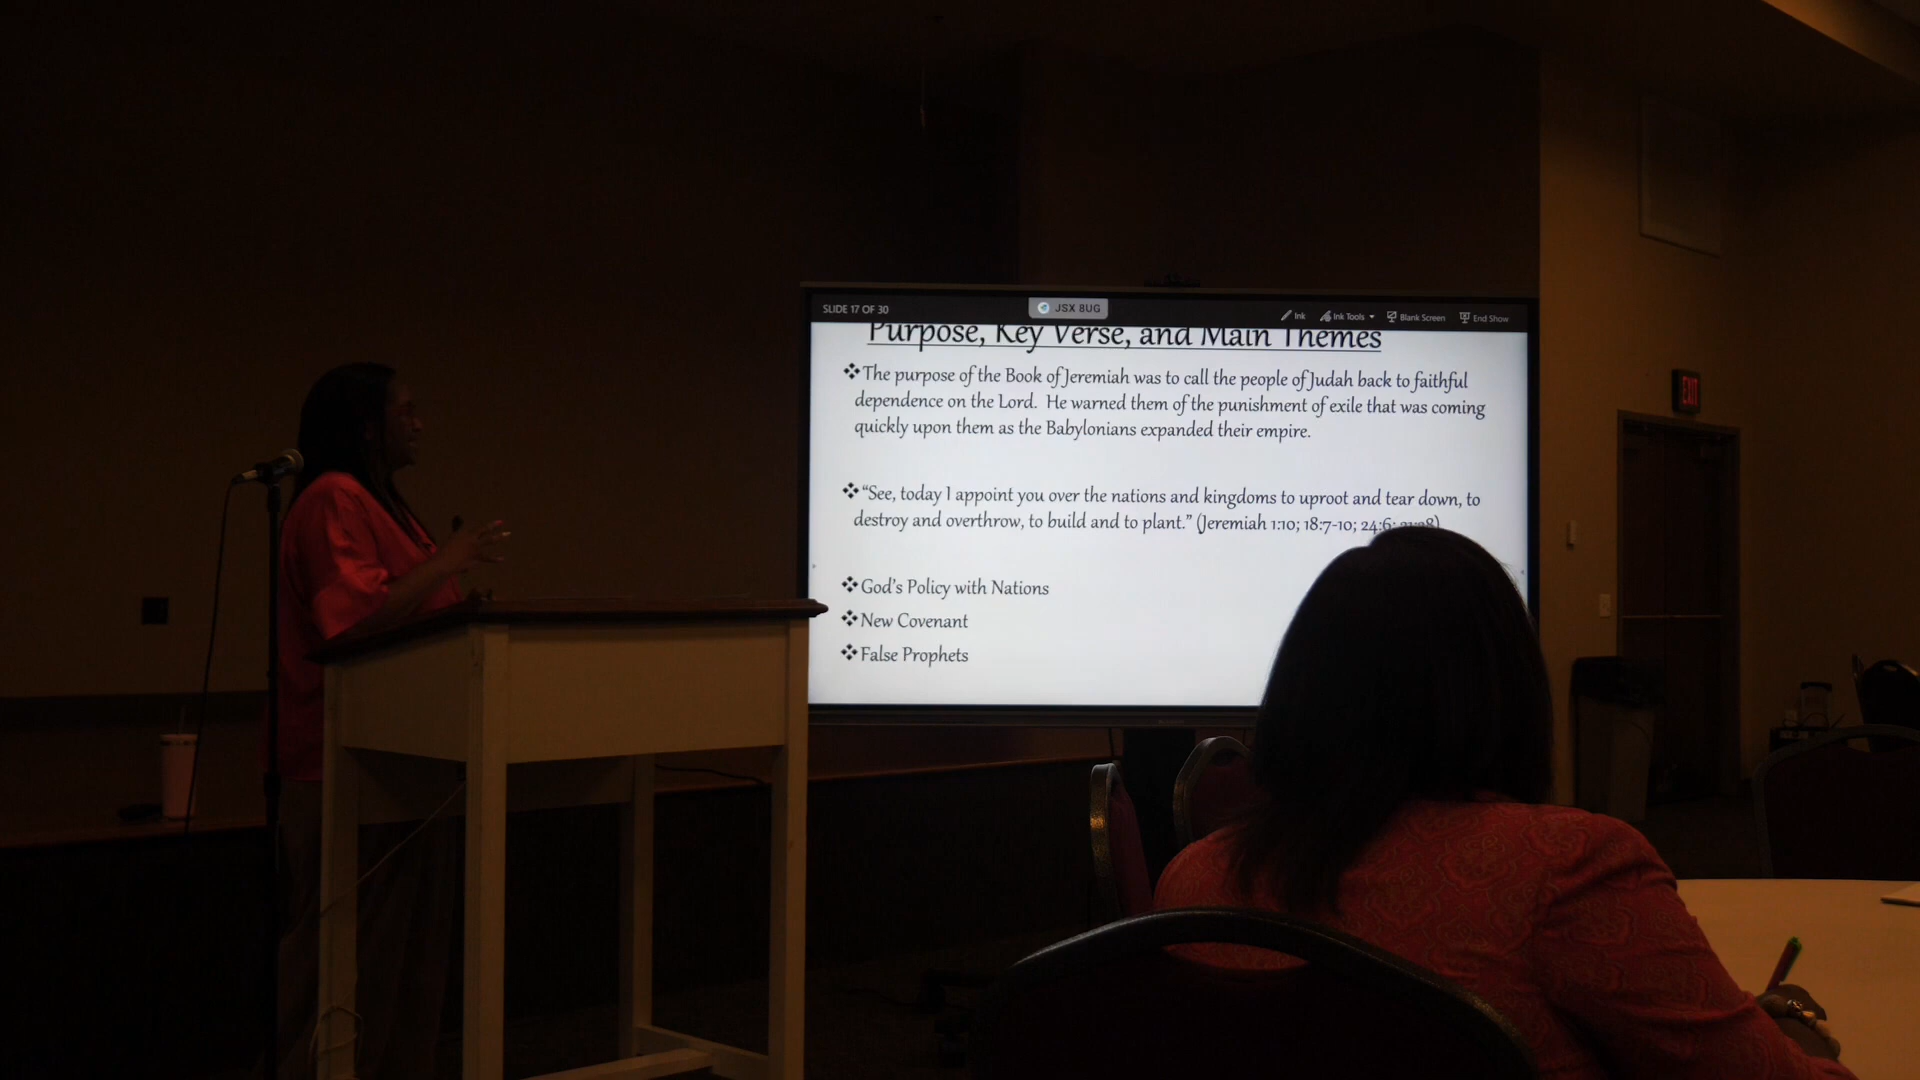 SLIDE 17 OF 30
JSX 8UG
Ink
Ink Tools
Blank Screen
End Show
Purpose, Key Verse, and Main Themes
The purpose of the Book of Jeremiah was to call the people of Judah back to faithful
dependence on the Lord. He warned them of the punishment of exile that was coming
quickly upon them as the Babylonians expanded their empire.
“See, today I appoint you over the nations and kingdoms to uproot and tear down, to
destroy and overthrow, to build and to plant.” (Jeremiah 1:10; 18:7-10; 24:6;
God’s Policy with Nations
New Covenant
False Prophets
EXIT